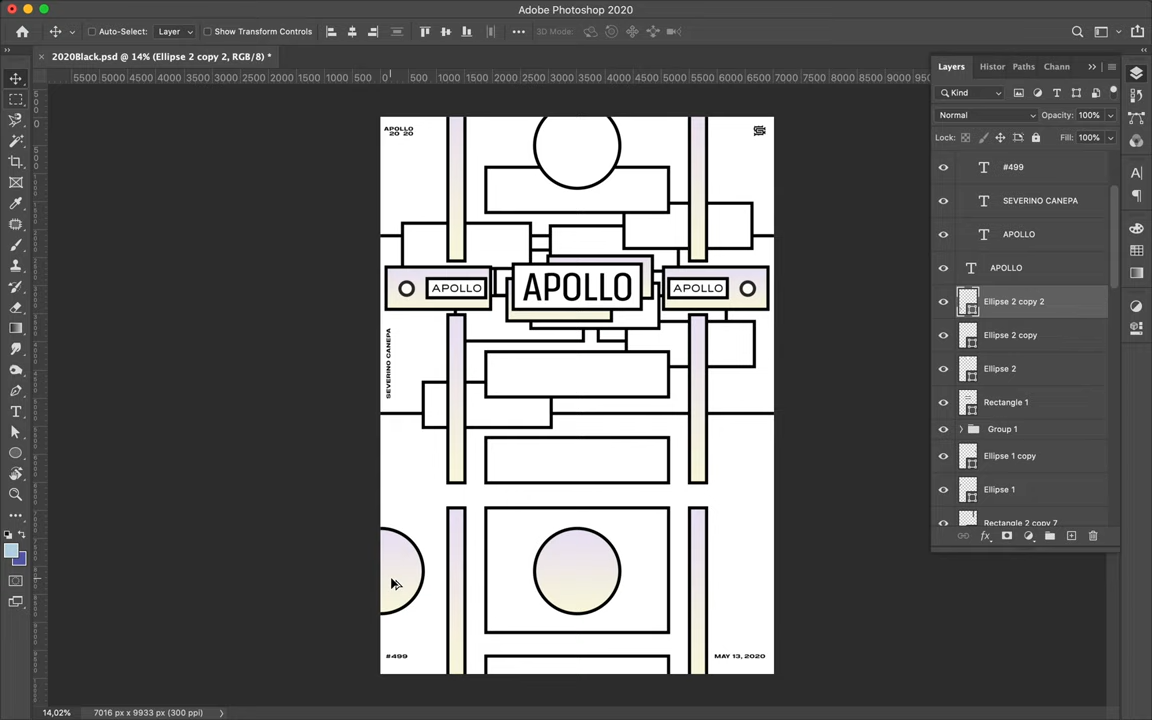 Adobe Photoshop 2020
Auto-Select:
Layer
Show Transform Controls
3D Mode:
2020Black.psd @ 14% (Ellipse 2 copy 2, RGB/8) *
5500 5000 4500 4000 3500 3000 2500 2000 1500 1000 500 0 500 1000 1500 2000 2500 3000 3500 4000 4500 5000 5500 6000 6500 7000 7500 8000 8500 9000 950
Layers
Histor
Paths
Chann
Kind
Normal
Opacity: 100%
Lock:
Fill: 100%
#499
SEVERINO CANEPA
APOLLO
APOLLO
Ellipse 2 copy 2
Ellipse 2 copy
Ellipse 2
Rectangle 1
Group 1
Ellipse 1 copy
Ellipse 1
Rectangle 2 copy 7
APOLLO
20 20
APOLLO
APOLLO
APOLLO
SEVERINO CANEPA
#499
MAY 13, 2020
14,02%
7016 px x 9933 px (300 ppi)